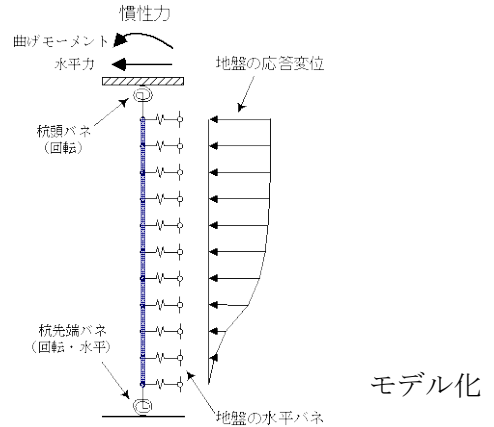 慣性力
曲げモーメント
水平力
地盤の応答変位
杭頭バネ
（回転）
杭先端バネ
（回転・水平）
地盤の水平バネ
モデル化